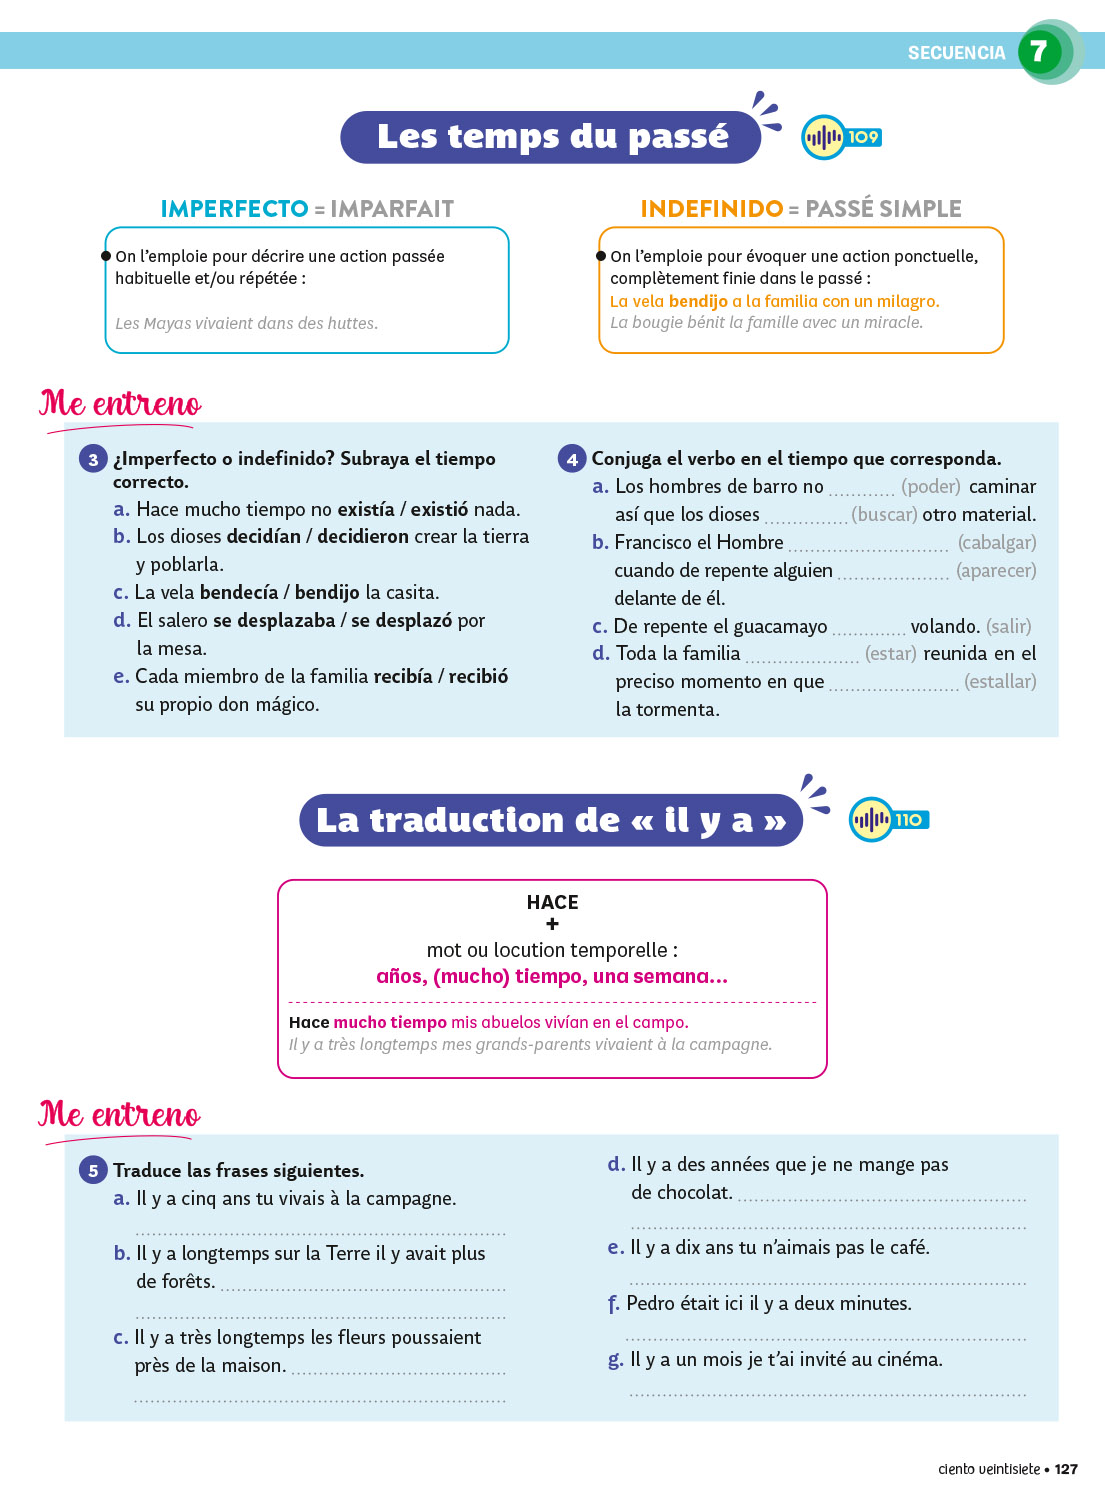 SECUENCIA 7
Les temps du passé
109
IMPERFECTO = IMPARFAIT
On l'emploie pour décrire une action passée
habituelle et/ou répétée :
Les Mayas vivaient dans des huttes.
INDEFINIDO = PASSÉ SIMPLE
On l'emploie pour évoquer une action ponctuelle,
complètement finie dans le passé :
La vela bendijo a la familia con un milagro.
La bougie bénit la famille avec un miracle.
Me entreno
3 ¿Imperfecto o indefinido? Subraya el tiempo
correcto.
a. Hace mucho tiempo no existía / existió nada.
b. Los dioses decidían / decidieron crear la tierra
y poblarla.
c. La vela bendecía / bendijo la casita.
d. El salero se desplazaba / se desplazó por
la mesa.
e. Cada miembro de la familia recibía / recibió
su propio don mágico.
4 Conjuga el verbo en el tiempo que corresponda.
a. Los hombres de barro no ............ (poder) caminar
así que los dioses ............... (buscar) otro material.
b. Francisco el Hombre ............................. (cabalgar)
cuando de repente alguien .................... (aparecer)
delante de él.
c. De repente el guacamayo .............. volando. (salir)
d. Toda la familia ..................... (estar) reunida en el
preciso momento en que ........................ (estallar)
la tormenta.
La traduction de « il y a »
110
HACE
+
mot ou locution temporelle :
años, (mucho) tiempo, una semana...
Hace mucho tiempo mis abuelos vivían en el campo.
Il y a très longtemps mes grands-parents vivaient à la campagne.
Me entreno
5 Traduce las frases siguientes.
a. Il y a cinq ans tu vivais à la campagne.
b. Il y a longtemps sur la Terre il y avait plus
de forêts.
c. Il y a très longtemps les fleurs poussaient
près de la maison.
d. Il y a des années que je ne mange pas
de chocolat.
e. Il y a dix ans tu n'aimais pas le café.
f. Pedro était ici il y a deux minutes.
g. Il y a un mois je t'ai invité au cinéma.
ciento veintisiete • 127